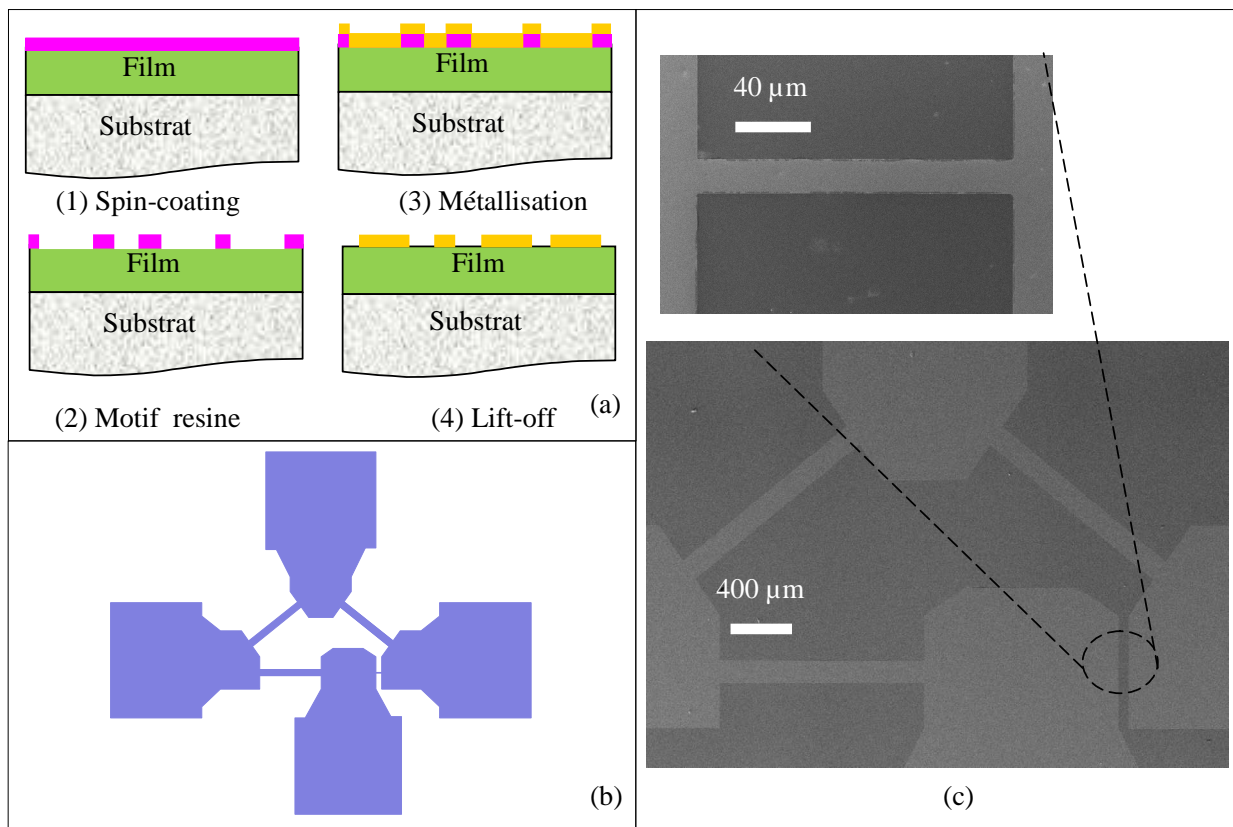 Film
Substrat
(1) Spin-coating
Film
Substrat
(2) Motif resine
Film
Substrat
(3) Métallisation
Film
Substrat
(4) Lift-off
(a)
(b)
40 µm
400 µm
(c)